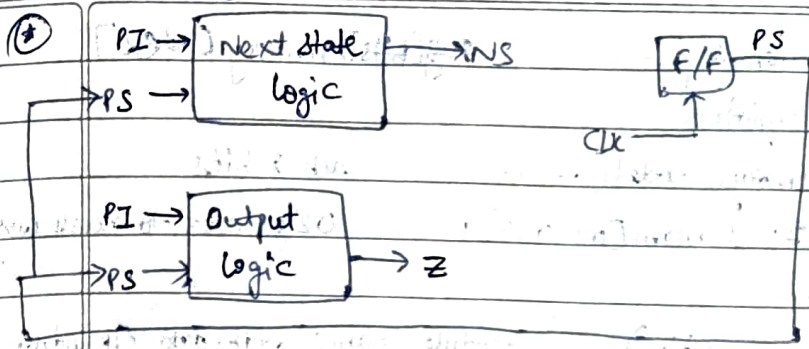 PI Next State NS
PS Logic
F/F PS
CLK
PI Output
PS Logic Z